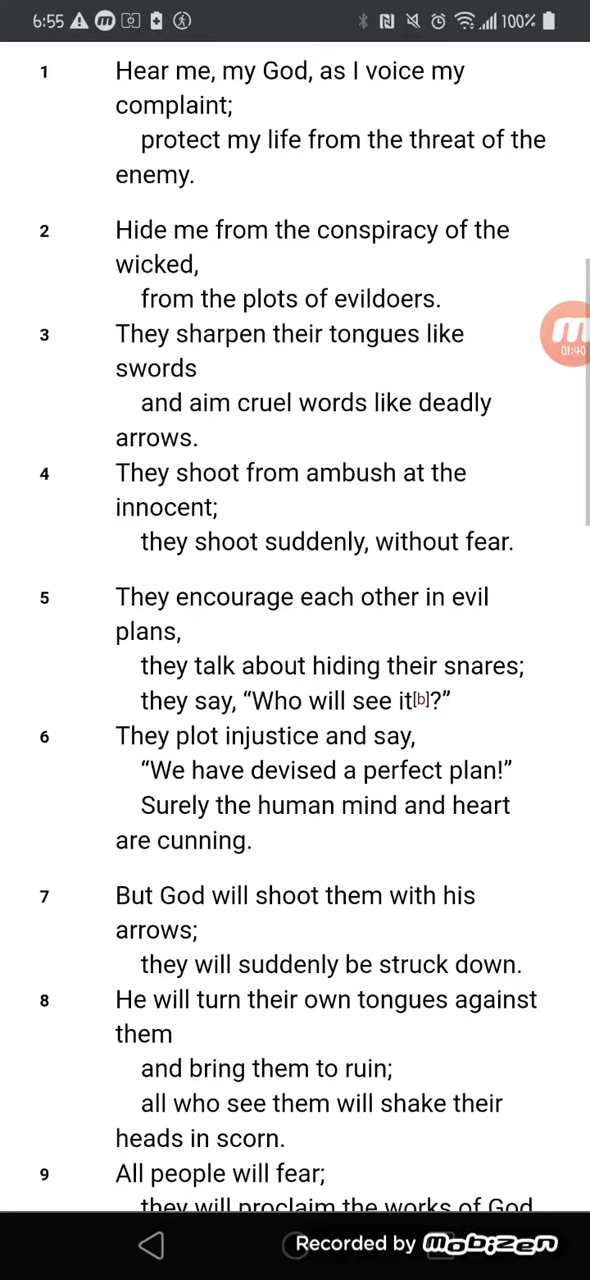 6:55 100%
1 Hear me, my God, as I voice my
complaint;
protect my life from the threat of the
enemy.
2 Hide me from the conspiracy of the
wicked,
from the plots of evildoers.
3 They sharpen their tongues like
swords
01:40
and aim cruel words like deadly
arrows.
4 They shoot from ambush at the
innocent;
they shoot suddenly, without fear.
5 They encourage each other in evil
plans,
they talk about hiding their snares;
they say, “Who will see it[b]?”
6 They plot injustice and say,
“We have devised a perfect plan!”
Surely the human mind and heart
are cunning.
7 But God will shoot them with his
arrows;
they will suddenly be struck down.
8 He will turn their own tongues against
them
and bring them to ruin;
all who see them will shake their
heads in scorn.
9 All people will fear;
they will proclaim the works of God
Recorded by Mobizen